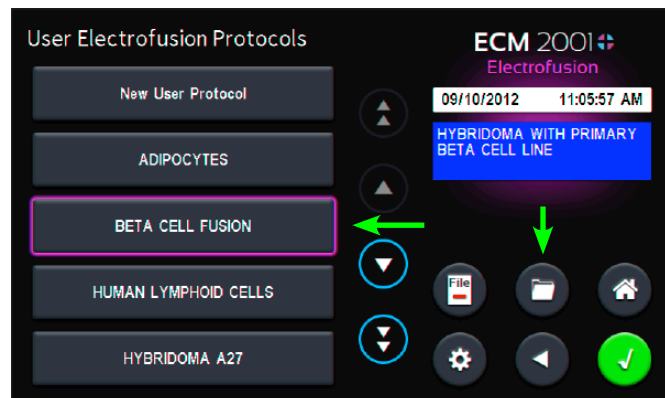 User Electrofusion Protocols
New User Protocol
ADIPOCYTES
BETA CELL FUSION
HUMAN LYMPHOID CELLS
HYBRIDOMA A27
ECM 2001
Electrofusion
09/10/2012 11:05:57 AM
HYBRIDOMA WITH PRIMARY
BETA CELL LINE
File